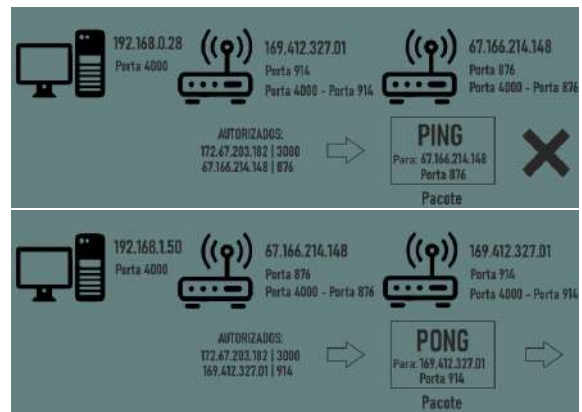 192.168.0.28
Porta 4000
169.412.327.01
Porta 914
Porta 4000 - Porta 914
67.166.214.148
Porta 876
Porta 4000 - Porta 876
AUTORIZADOS:
172.67.203.182 | 3000
67.166.214.148 | 876
PING
Para: 67.166.214.148
Porta 876
Pacote
192.168.1.50
Porta 4000
67.166.214.148
Porta 876
Porta 4000 - Porta 876
169.412.327.01
Porta 914
Porta 4000 - Porta 914
AUTORIZADOS:
172.67.203.182 | 3000
169.412.327.01 | 914
PONG
Para: 169.412.327.01
Porta 914
Pacote